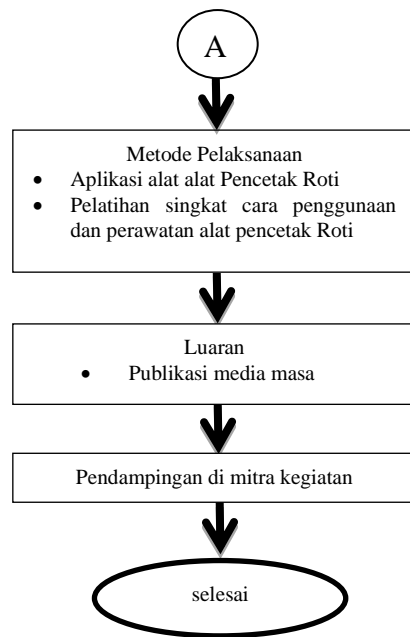 A
Metode Pelaksanaan
• Aplikasi alat alat Pencetak Roti
• Pelatihan singkat cara penggunaan
dan perawatan alat pencetak Roti
Luaran
• Publikasi media masa
Pendampingan di mitra kegiatan
selesai